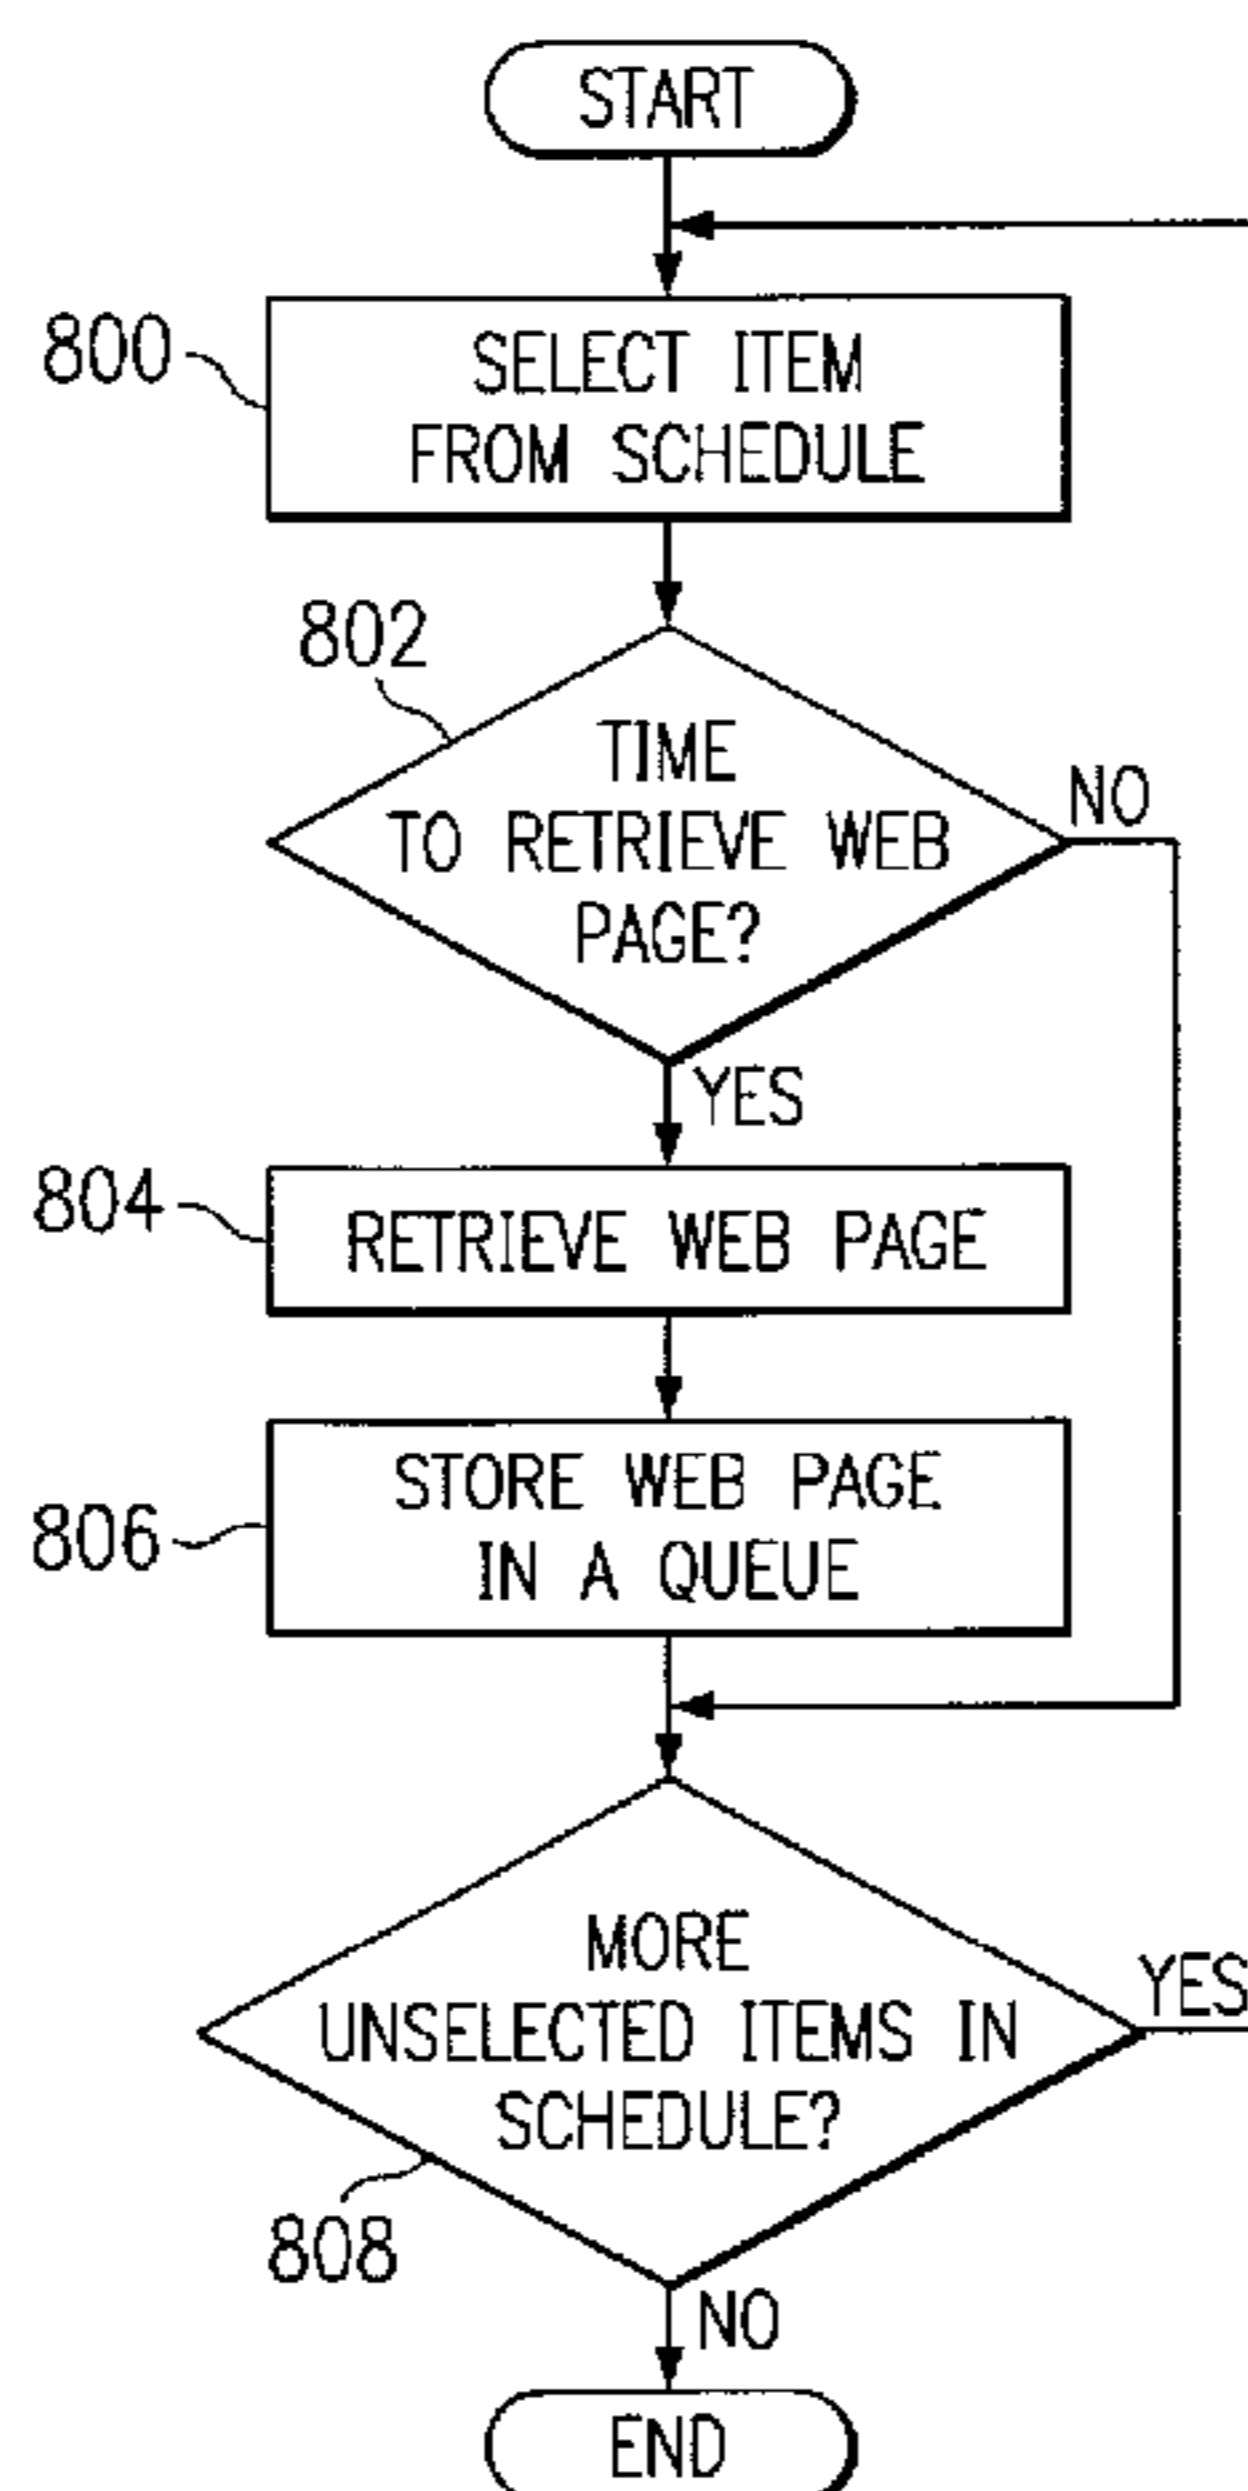 START
800
SELECT ITEM
FROM SCHEDULE
802
TIME
TO RETRIEVE WEB
PAGE?
NO
YES
804
RETRIEVE WEB PAGE
806
STORE WEB PAGE
IN A QUEUE
MORE
UNSELECTED ITEMS IN
SCHEDULE?
YES
808
NO
END